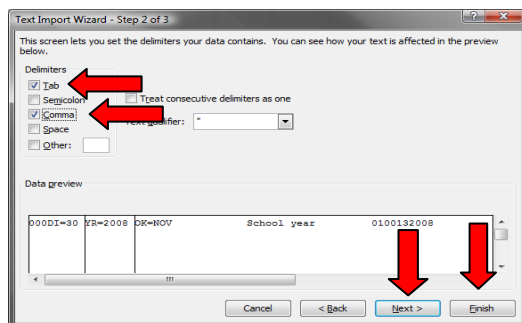 Text Import Wizard - Step 2 of 3
This screen lets you set the delimiters your data contains. You can see how your text is affected in the preview
below.
Delimiters
Tab
Semicolon
Treat consecutive delimiters as one
Comma
Qualifier: "
Space
Other:
Data preview
000DI=30 YR=2008 DK=NOV School year 0100132008
Cancel < Back Next > Finish